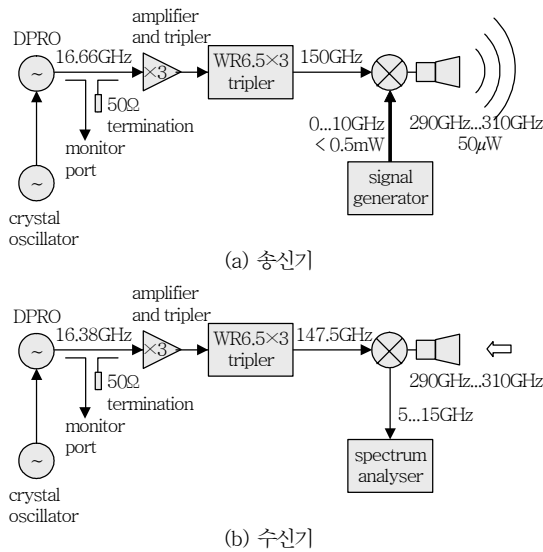 amplifier
and tripler
DPRO
16.66GHz
~
×3
WR6.5×3
tripler
150GHz
50Ω
termination
monitor
port
~
crystal
oscillator
0...10GHz
< 0.5mW
290GHz...310GHz
50μW
signal
generator
(a) 송신기
amplifier
and tripler
DPRO
16.38GHz
~
×3
WR6.5×3
tripler
147.5GHz
50Ω
termination
monitor
port
~
crystal
oscillator
290GHz...310GHz
5...15GHz
spectrum
analyser
(b) 수신기